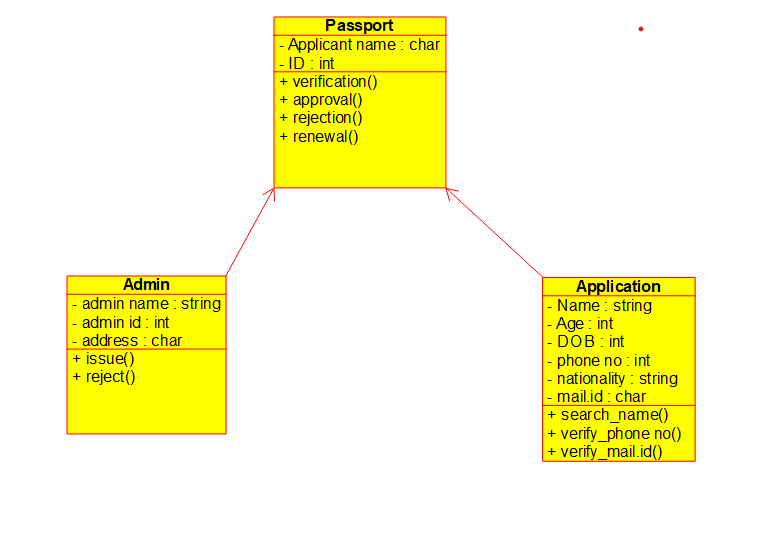 Passport
- Applicant name : char
- ID : int
+ verification()
+ approval()
+ rejection()
+ renewal()
Admin
- admin name : string
- admin id : int
- address : char
+ issue()
+ reject()
Application
- Name : string
- Age : int
- DOB : int
- phone no : int
- nationality : string
- mail.id : char
+ search_name()
+ verify_phone no()
+ verify_mail.id()